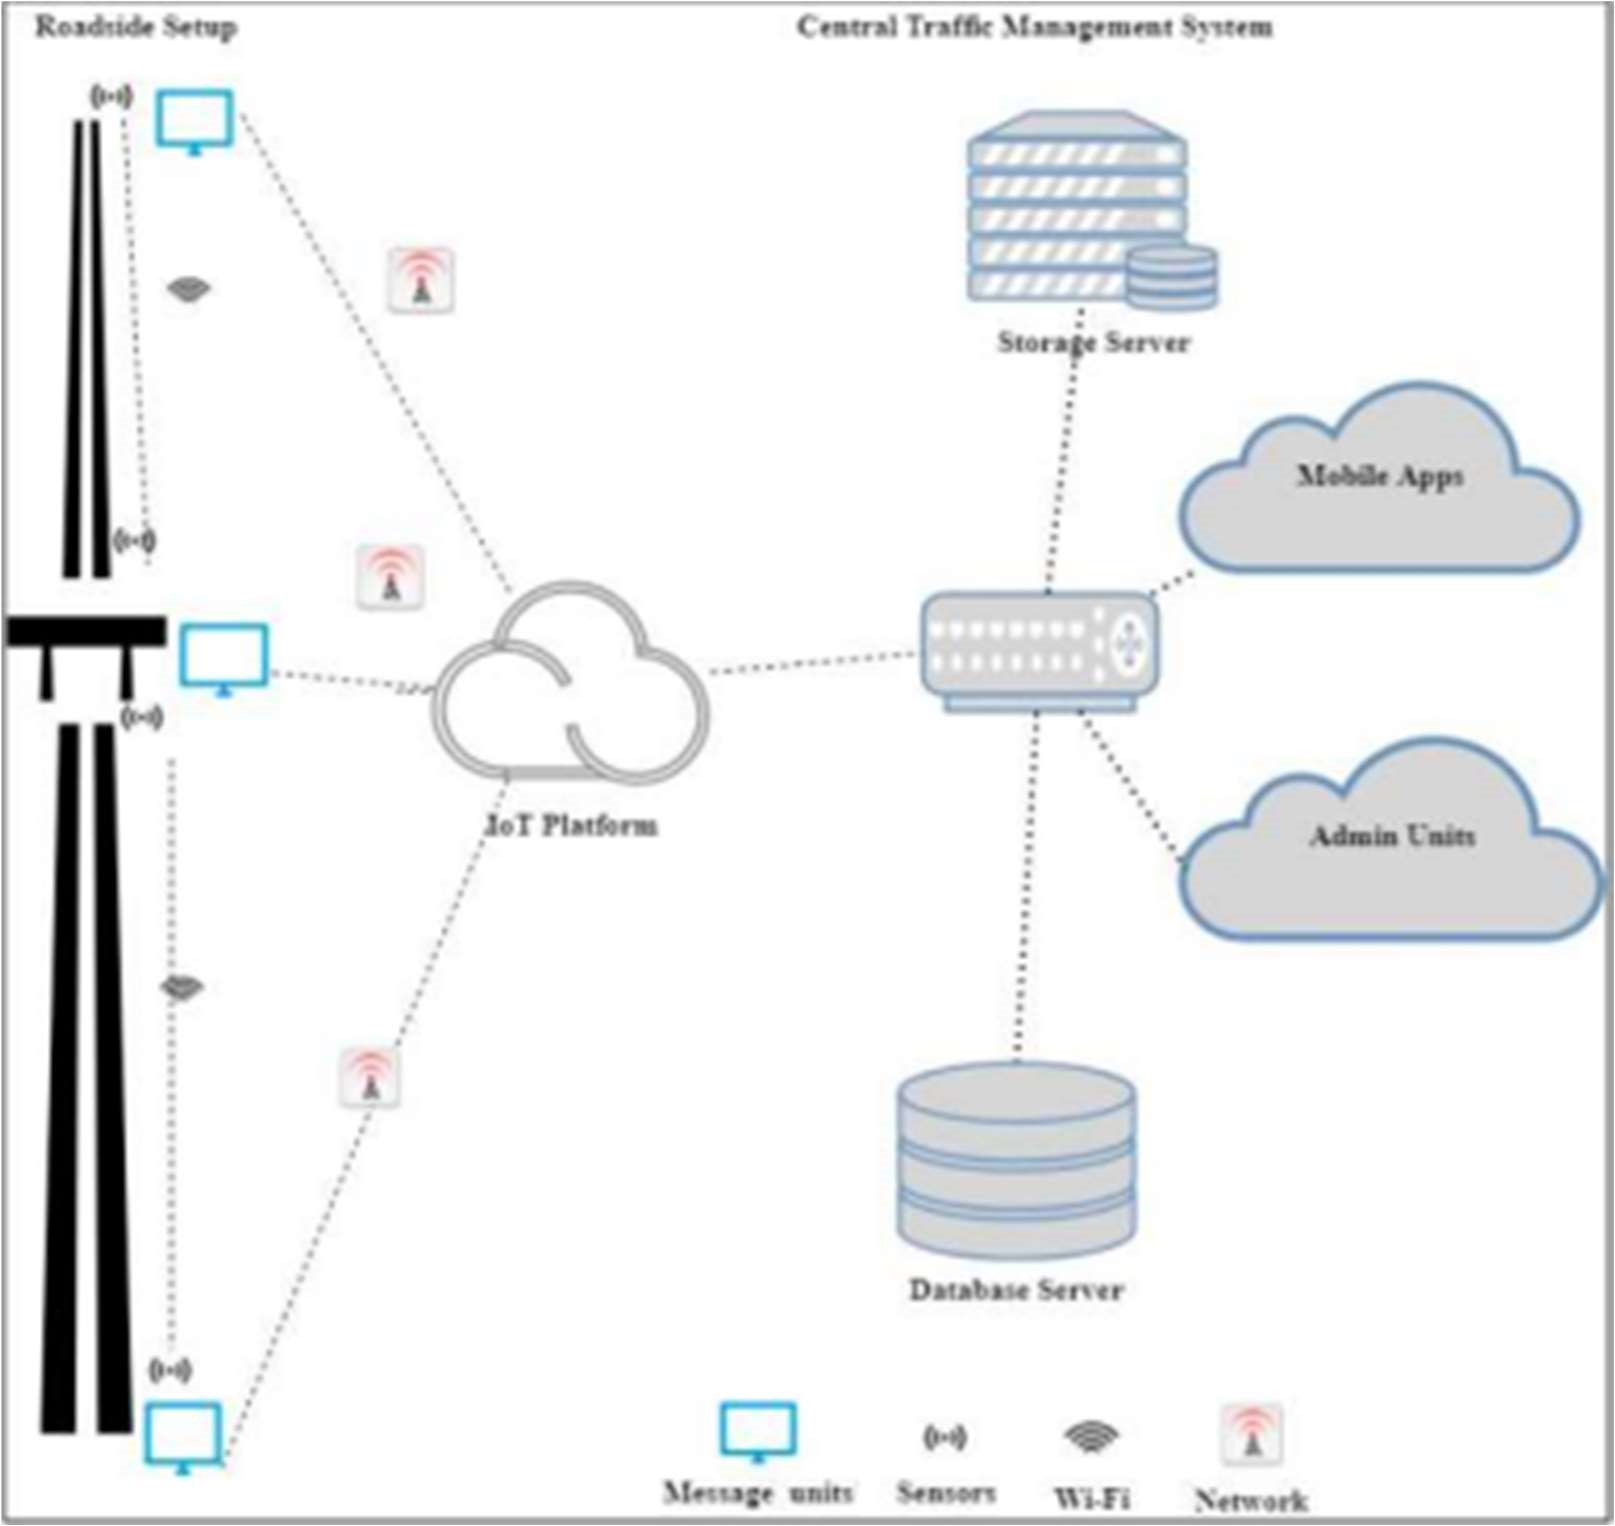 Roadside Setup
Central Traffic Management System
Storage Server
Mobile Apps
IoT Platform
Admin Units
Database Server
Message units
Sensors
Wi-Fi
Network